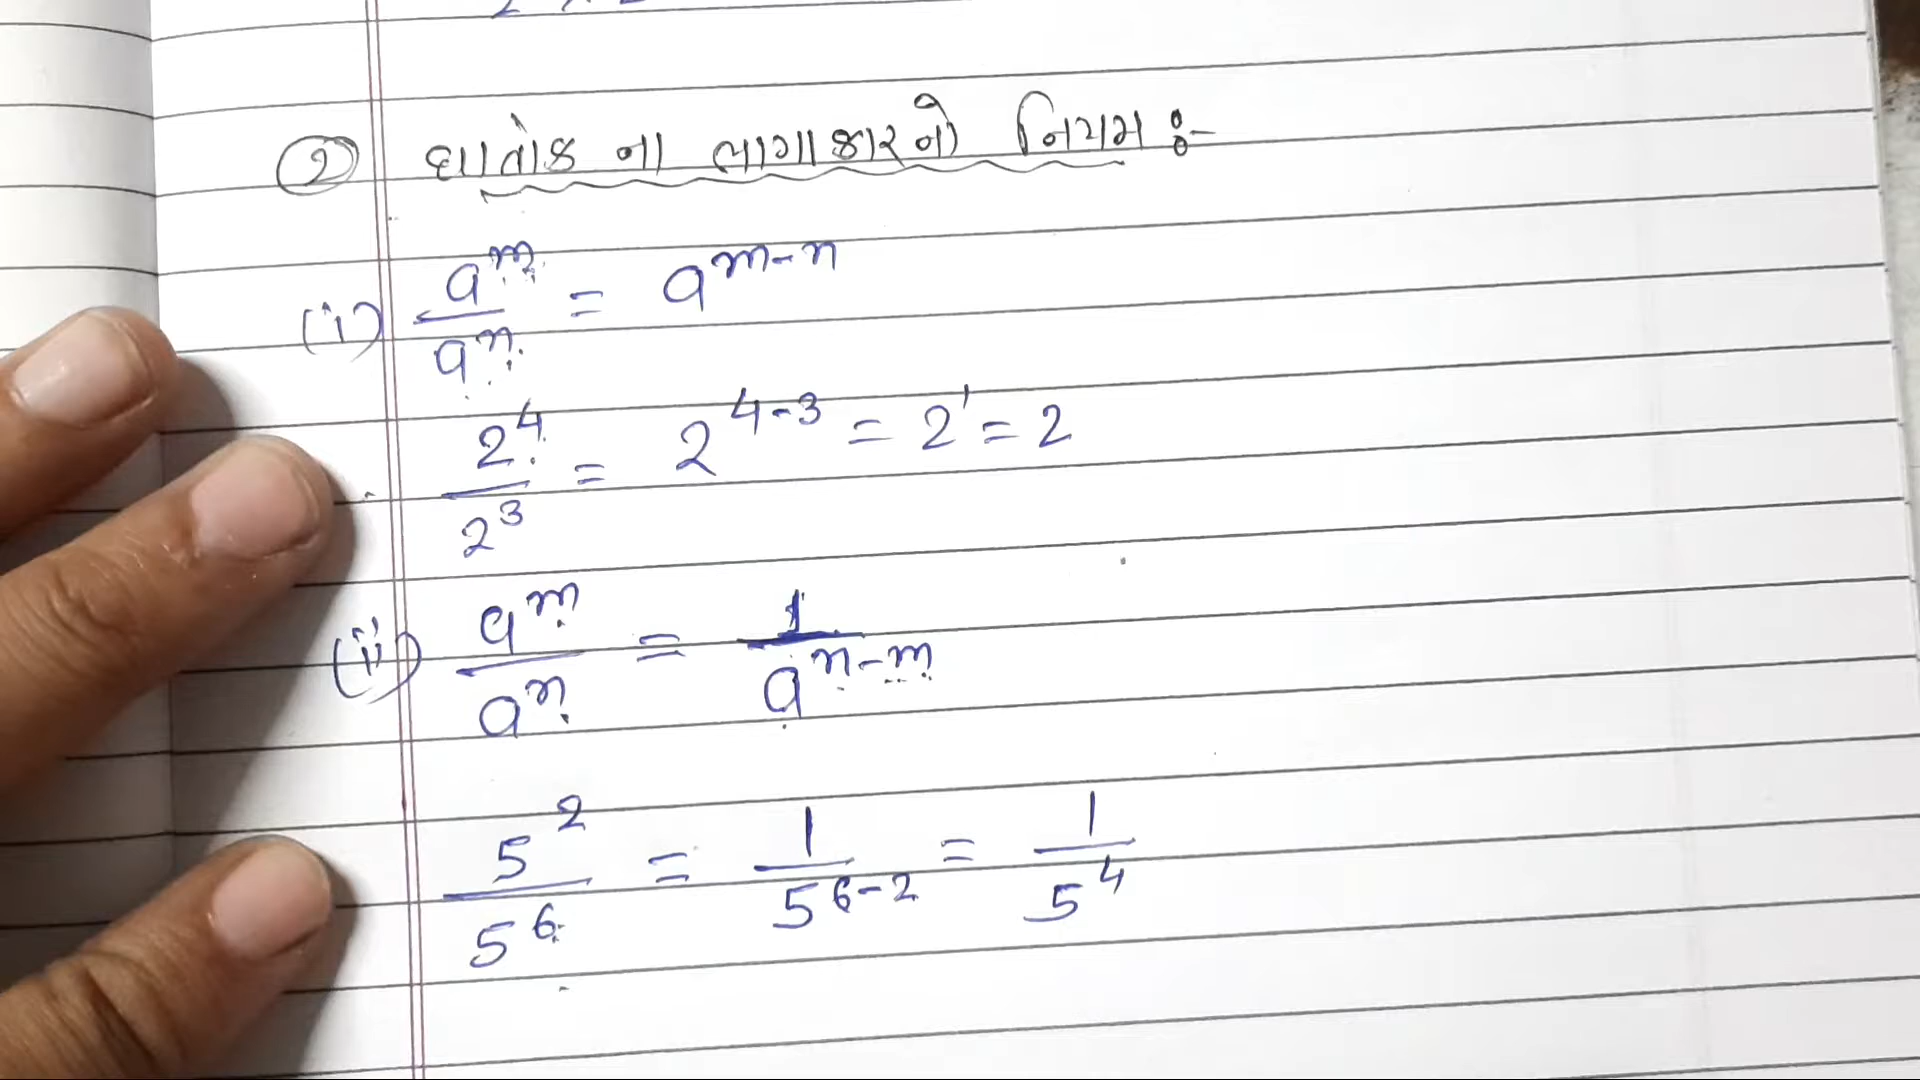 ② ઘાતાંક ના ભાગાકારનો નિયમ :-
(i) a^m / a^n = a^(m-n)
2^4 / 2^3 = 2^(4-3) = 2^1 = 2
(ii) a^m / a^n = 1 / a^(n-m)
5^2 / 5^6 = 1 / 5^(6-2) = 1 / 5^4